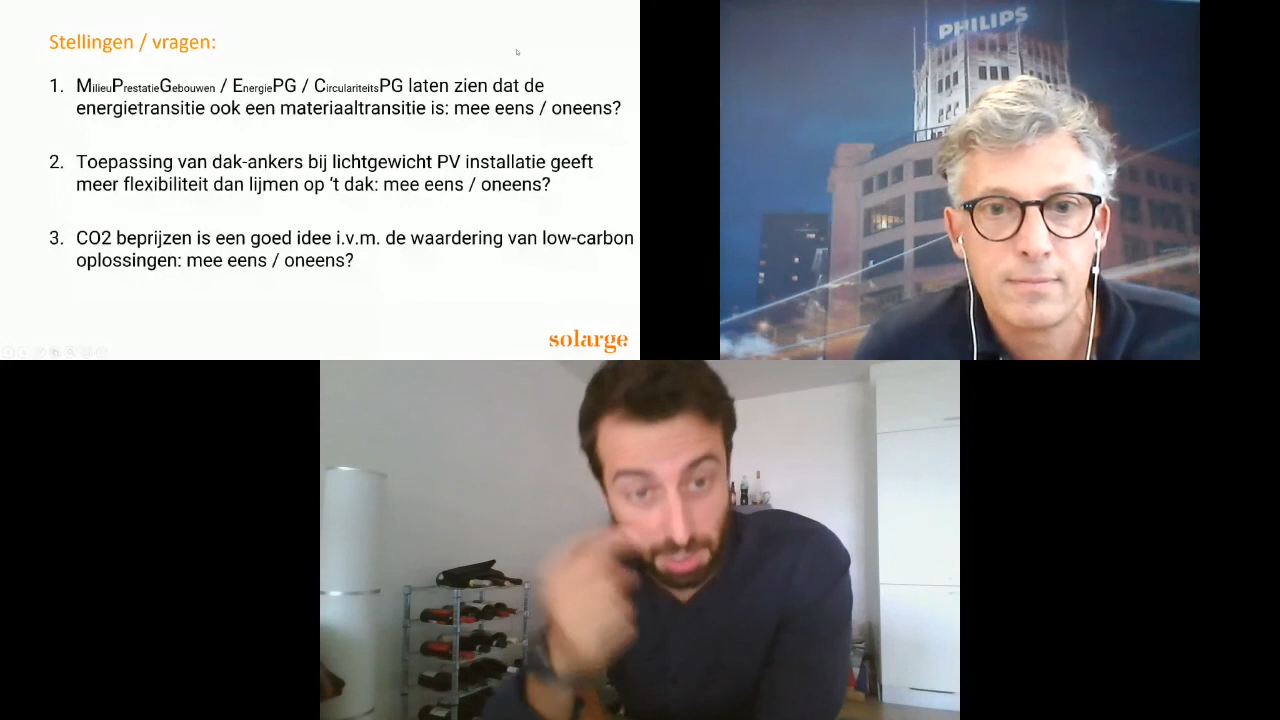 Stellingen / vragen:
1. MilieuPrestatieGebouwen / EnergiePG / CirculariteitsPG laten zien dat de
energietransitie ook een materiaaltransitie is: mee eens / oneens?
2. Toepassing van dak-ankers bij lichtgewicht PV installatie geeft
meer flexibiliteit dan lijmen op ‘t dak: mee eens / oneens?
3. CO2 beprijzen is een goed idee i.v.m. de waardering van low-carbon
oplossingen: mee eens / oneens?
solarge
PHILIPS